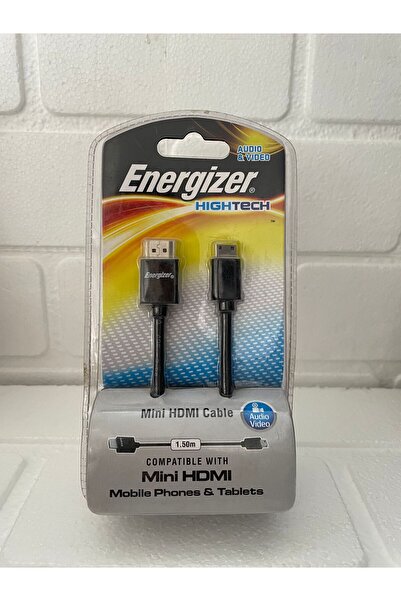 AUDIO
& VIDEO
Energizer®
HIGHTECH
™
Energizer®
Mini HDMI Cable
Audio
Video
1.50m
COMPATIBLE WITH
Mini HDMI
Mobile Phones & Tablets